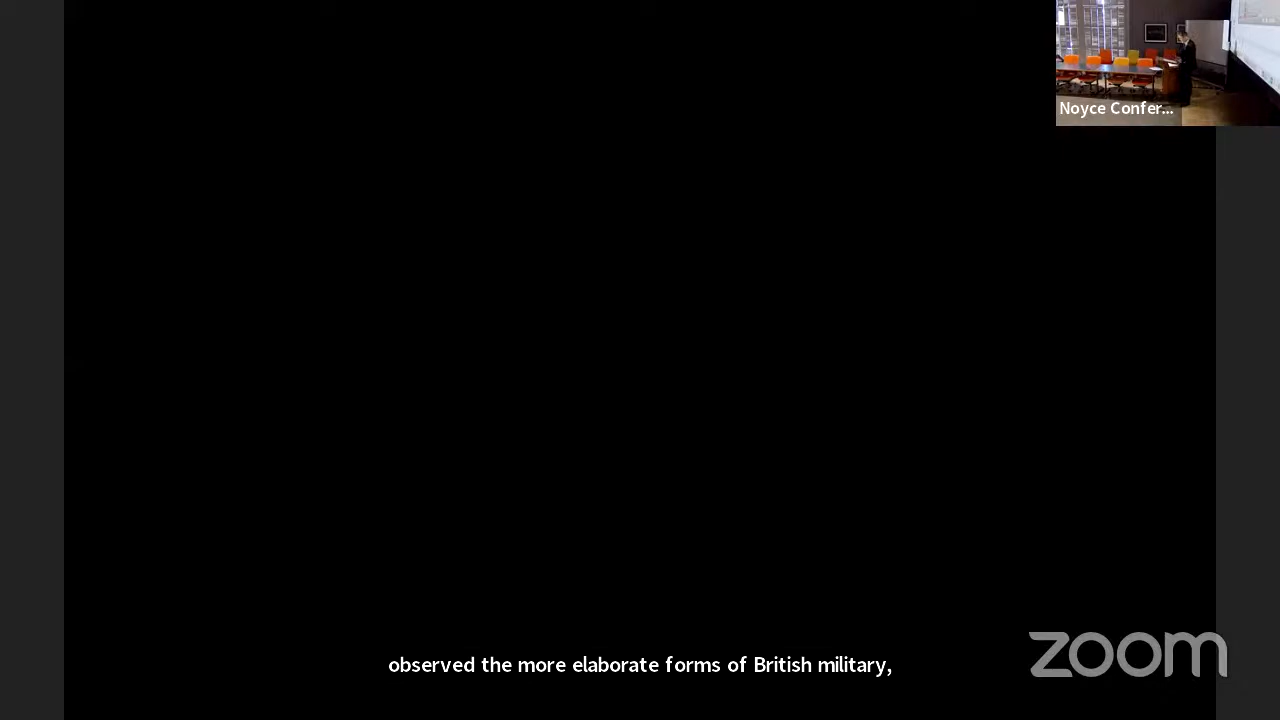 Noyce Confer...
observed the more elaborate forms of British military,
zoom